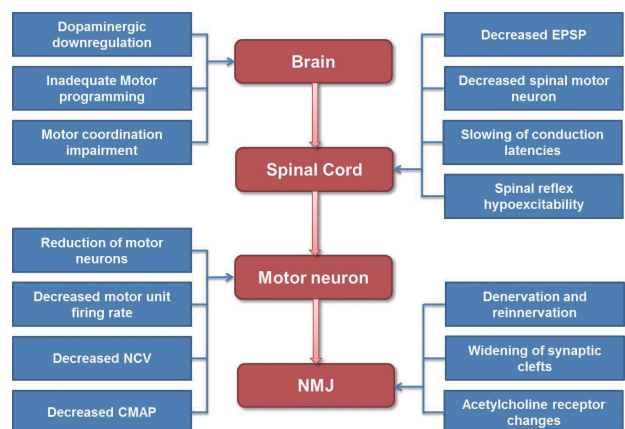 Dopaminergic
downregulation
Inadequate Motor
programming
Motor coordination
impairment
Brain
Decreased EPSP
Decreased spinal motor
neuron
Slowing of conduction
latencies
Spinal reflex
hypoexcitability
Spinal Cord
Reduction of motor
neurons
Decreased motor unit
firing rate
Decreased NCV
Decreased CMAP
Motor neuron
Denervation and
reinnervation
Widening of synaptic
clefts
Acetylcholine receptor
changes
NMJ